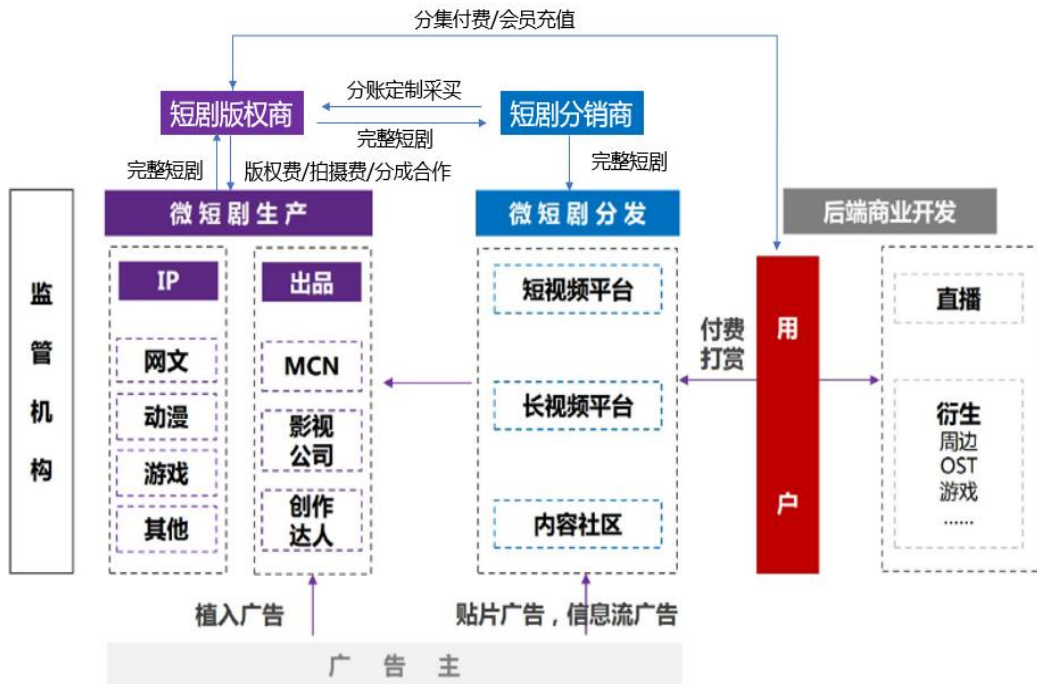 分集付费/会员充值
分账定制采买
短剧版权商
短剧分销商
完整短剧
完整短剧
版权费/拍摄费/分成合作
完整短剧
监管机构
微短剧生产
IP
网文
动漫
游戏
其他
出品
MCN
影视
公司
创作
达人
微短剧分发
短视频平台
长视频平台
内容社区
付费
打赏
用户
后端商业开发
直播
衍生
周边
OST
游戏
......
植入广告
贴片广告，信息流广告
广告主